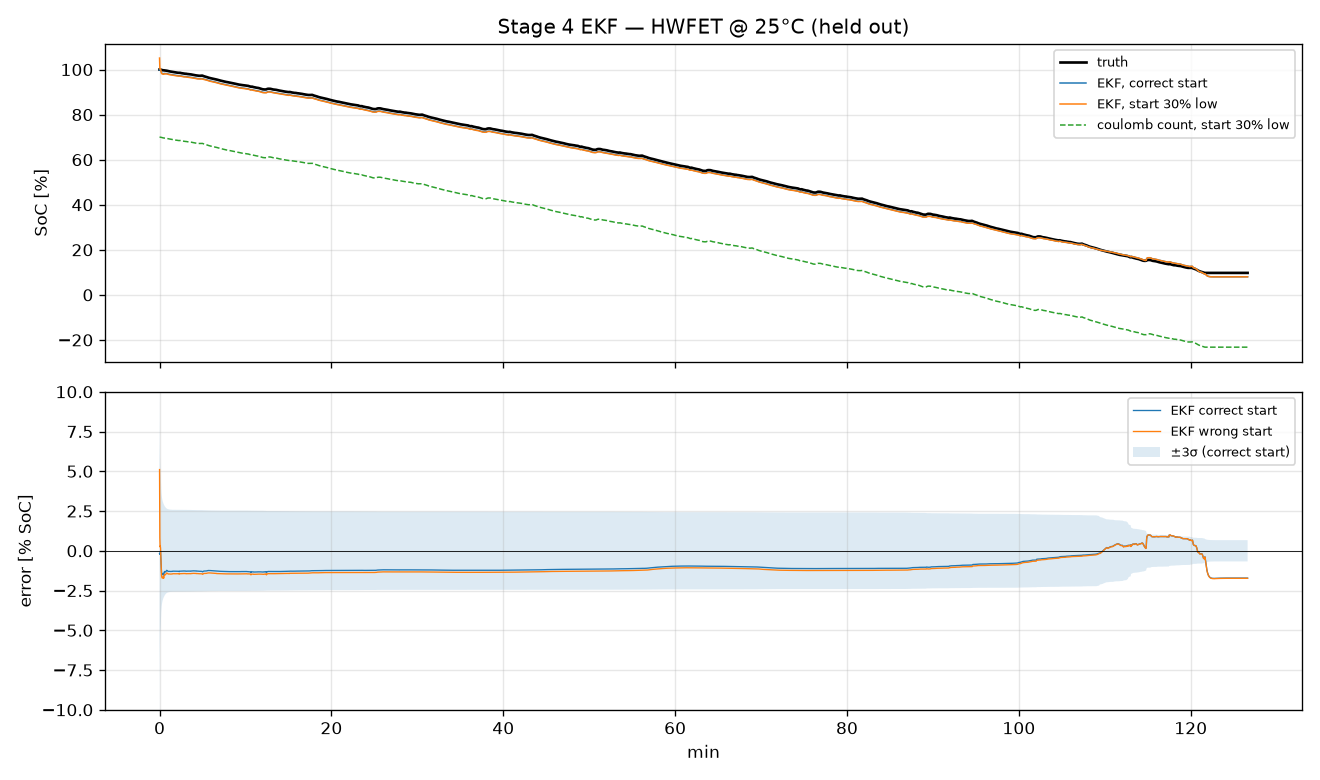 Stage 4 EKF — HWFET @ 25°C (held out)
SoC [%]
100
80
60
40
20
0
−20
truth
EKF, correct start
EKF, start 30% low
coulomb count, start 30% low
error [% SoC]
10.0
7.5
5.0
2.5
0.0
−2.5
−5.0
−7.5
−10.0
EKF correct start
EKF wrong start
±3σ (correct start)
0 20 40 60 80 100 120
min